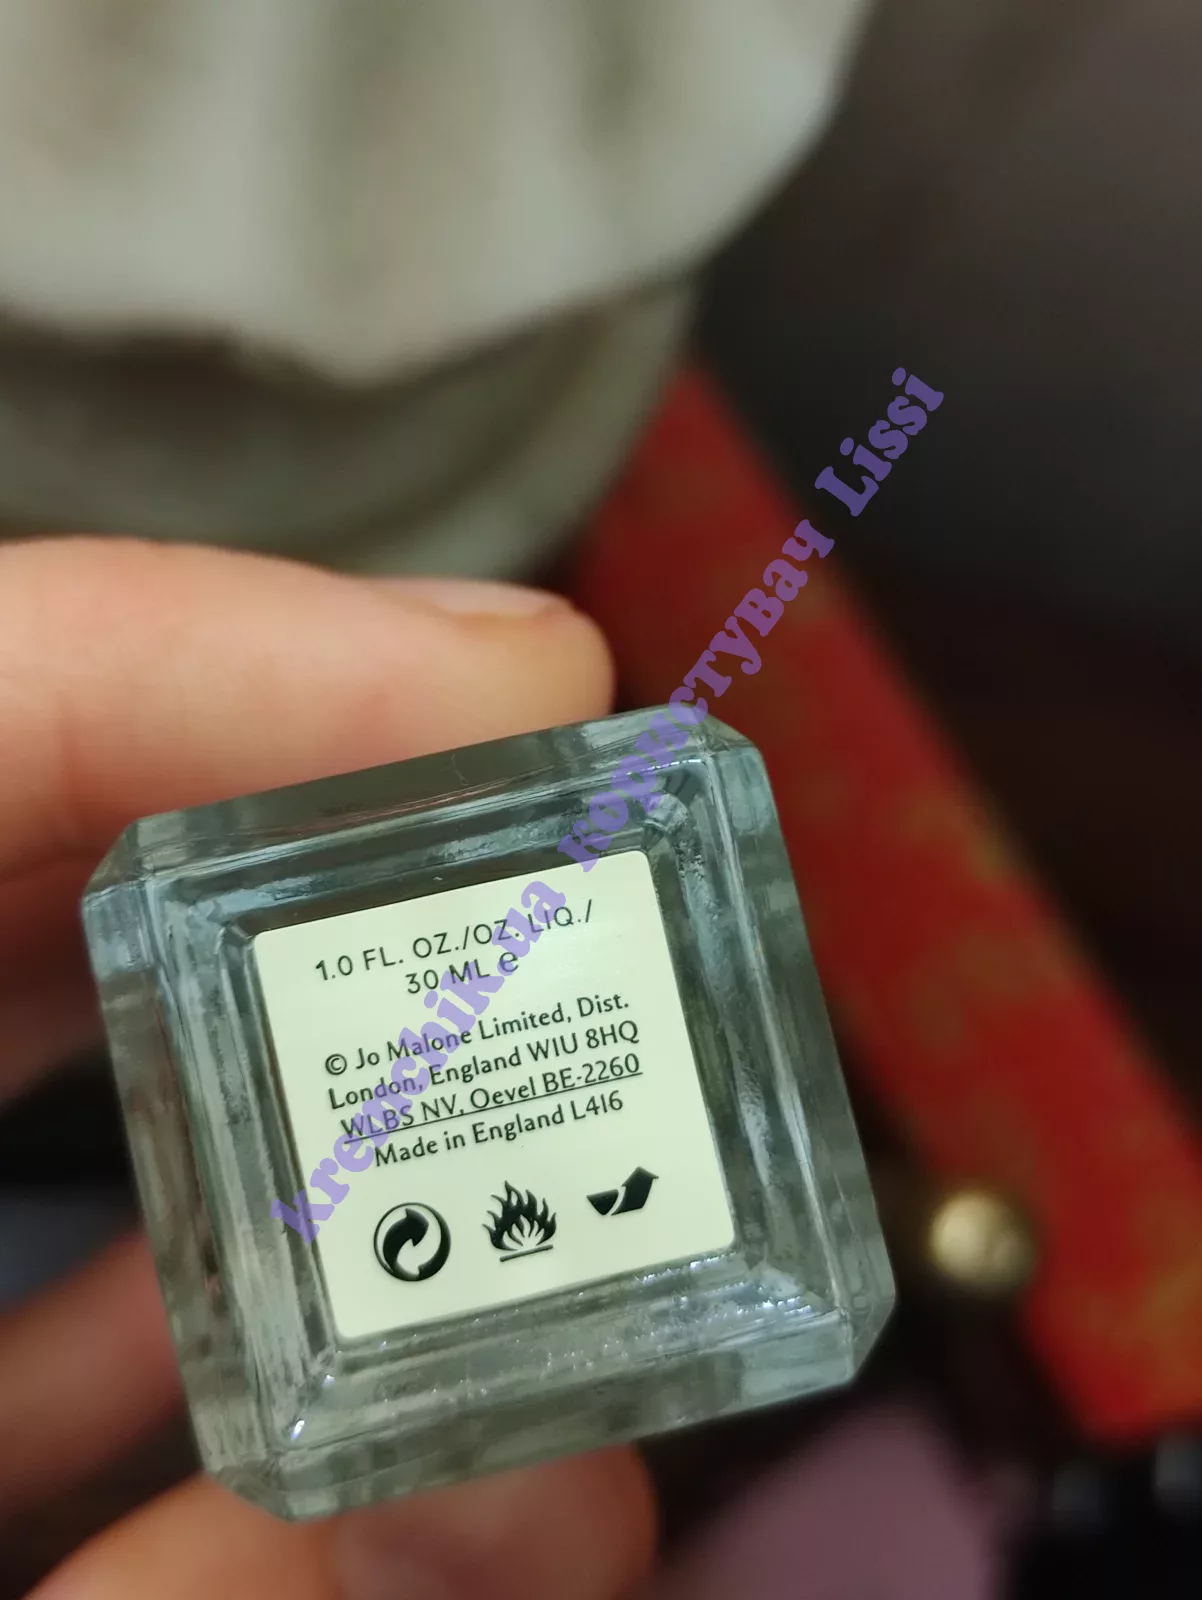 1.0 FL. OZ./OZ. LIQ./
30 ML ℮
© Jo Malone Limited, Dist.
London, England W1U 8HQ
WLBS NV, Oevel BE-2260
Made in England L416
kremchik.ua користувач Lissi